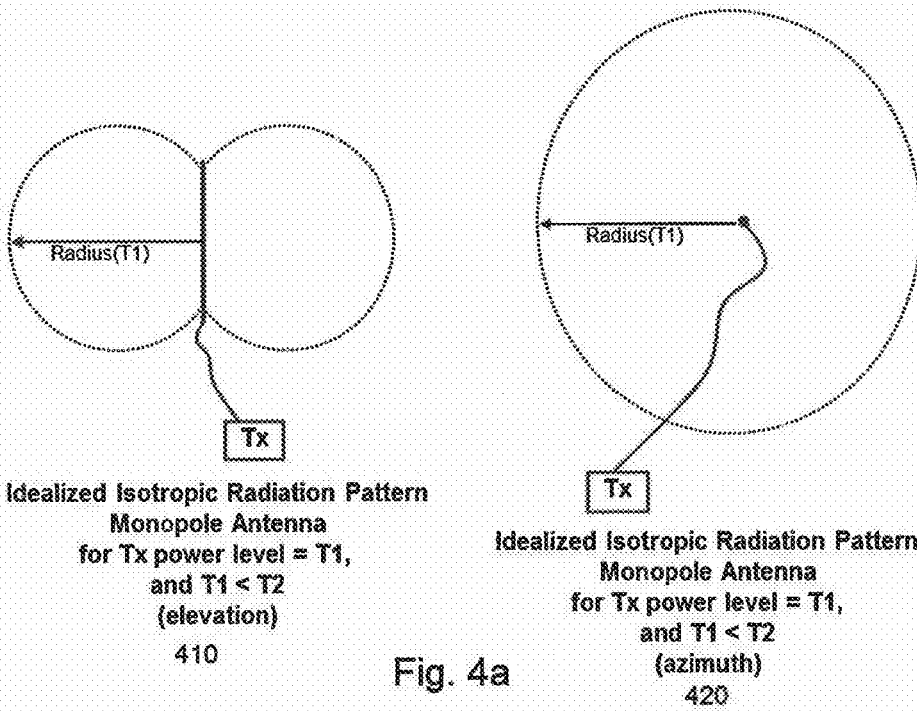 Radius(T1)
Tx
Idealized Isotropic Radiation Pattern
Monopole Antenna
for Tx power level = T1,
and T1 < T2
(elevation)
410
Radius(T1)
Tx
Idealized Isotropic Radiation Pattern
Monopole Antenna
for Tx power level = T1,
and T1 < T2
(azimuth)
420
Fig. 4a